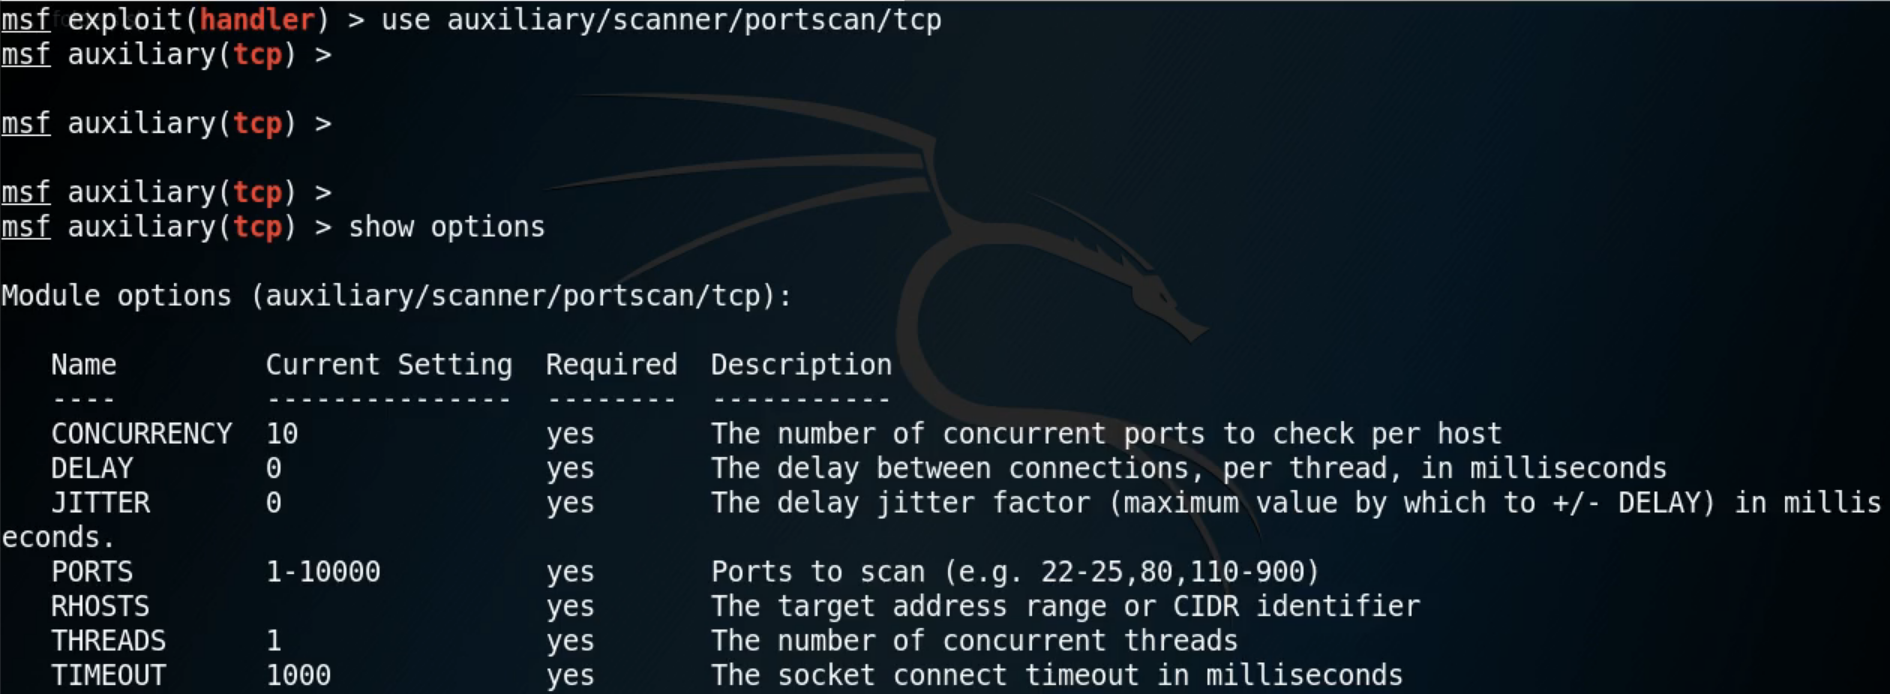 msf exploit(handler) > use auxiliary/scanner/portscan/tcp
msf auxiliary(tcp) >
msf auxiliary(tcp) >
msf auxiliary(tcp) >
msf auxiliary(tcp) > show options
Module options (auxiliary/scanner/portscan/tcp):
Name         Current Setting  Required  Description
----         ---------------  --------  -----------
CONCURRENCY  10               yes       The number of concurrent ports to check per host
DELAY        0                yes       The delay between connections, per thread, in milliseconds
JITTER       0                yes       The delay jitter factor (maximum value by which to +/- DELAY) in millis
econds.
PORTS        1-10000          yes       Ports to scan (e.g. 22-25,80,110-900)
RHOSTS                        yes       The target address range or CIDR identifier
THREADS      1                yes       The number of concurrent threads
TIMEOUT      1000             yes       The socket connect timeout in milliseconds